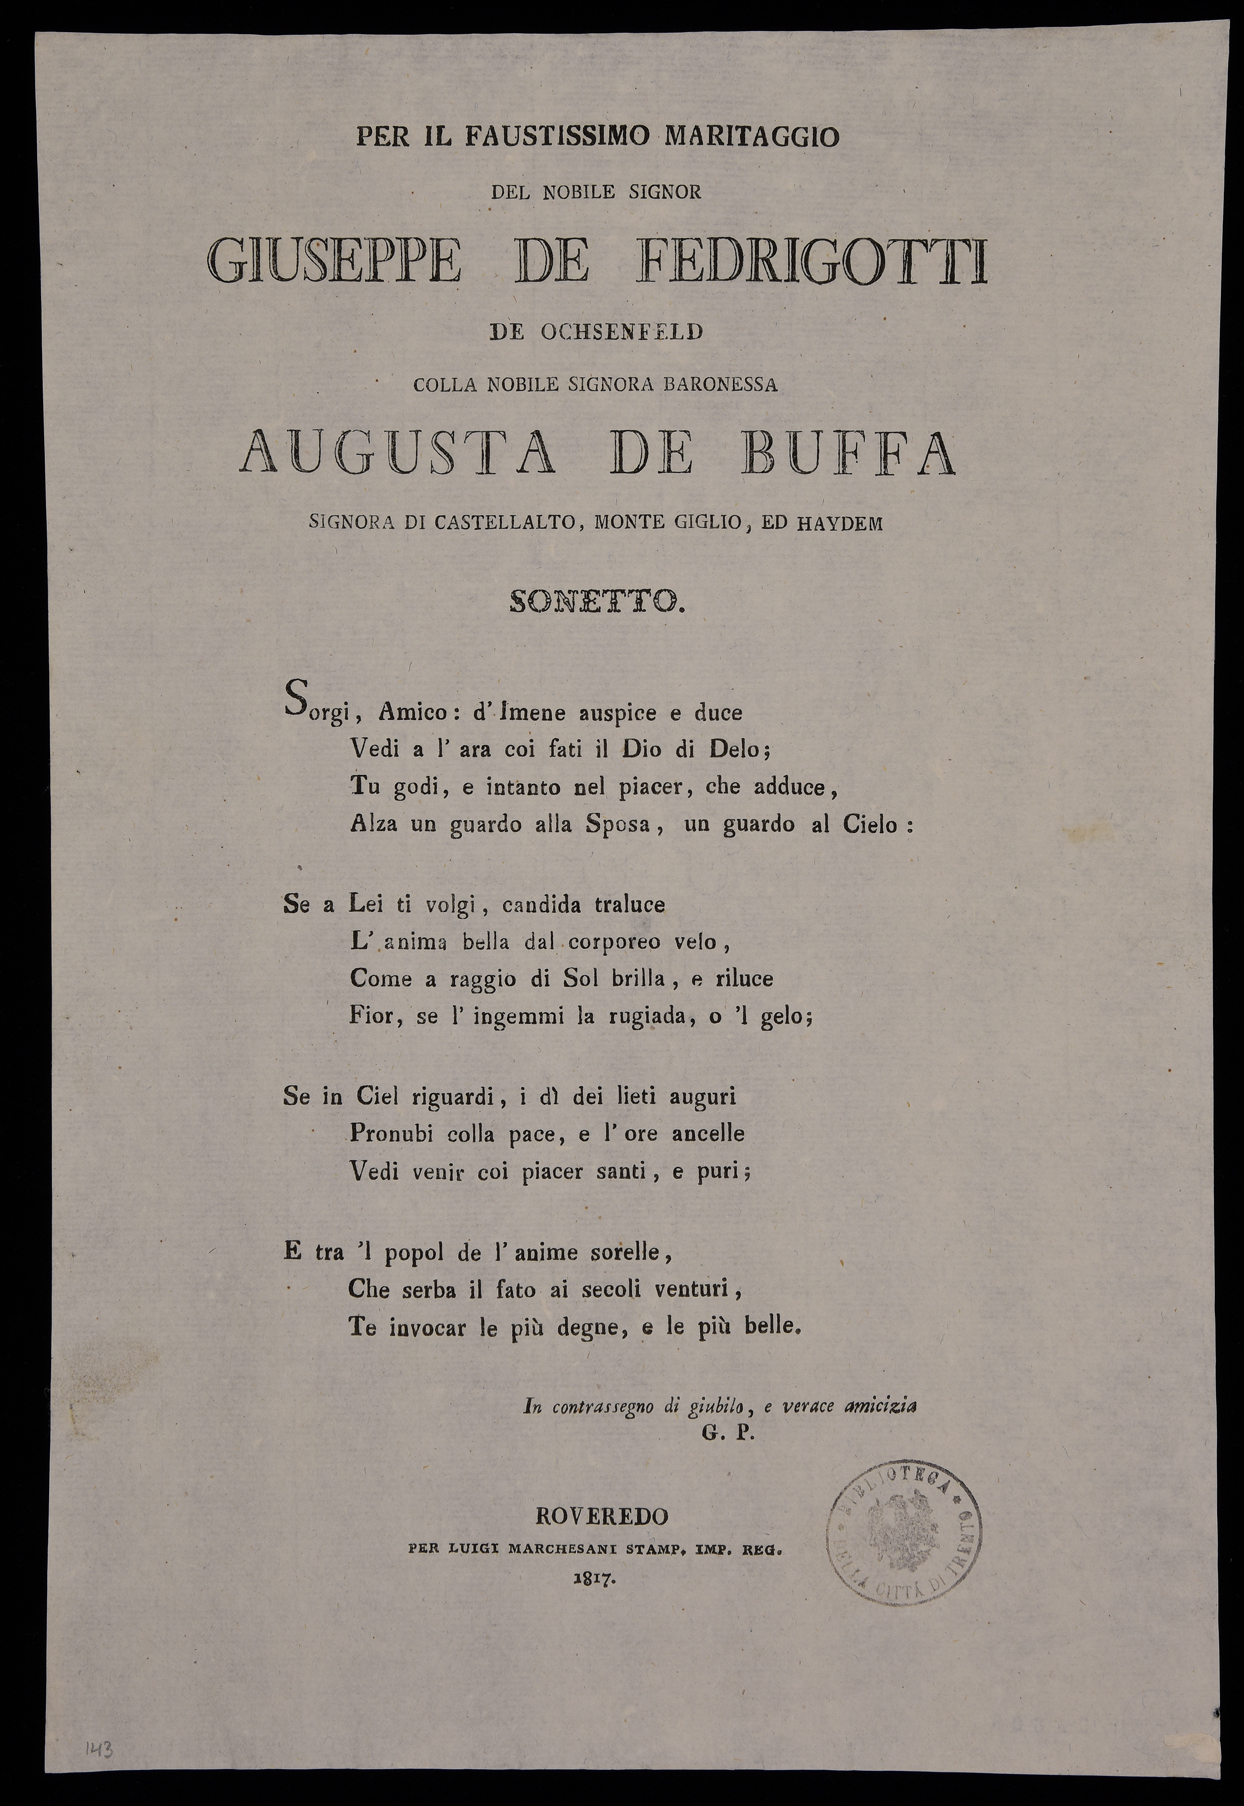 PER IL FAUSTISSIMO MARITAGGIO
DEL NOBILE SIGNOR
GIUSEPPE DE FEDRIGOTTI
DE OCHSENFELD
COLLA NOBILE SIGNORA BARONESSA
AUGUSTA DE BUFFA
SIGNORA DI CASTELLALTO, MONTE GIGLIO, ED HAYDEM
SONETTO.
Sorgi, Amico: d'Imene auspice e duce
Vedi a l' ara coi fati il Dio di Delo;
Tu godi, e intanto nel piacer, che adduce,
Alza un guardo alla Sposa, un guardo al Cielo:
Se a Lei ti volgi, candida traluce
L' anima bella dal corporeo velo,
Come a raggio di Sol brilla, e riluce
Fior, se l' ingemmi la rugiada, o 'l gelo;
Se in Ciel riguardi, i dì dei lieti auguri
Pronubi colla pace, e l' ore ancelle
Vedi venir coi piacer santi, e puri;
E tra 'l popol de l' anime sorelle,
Che serba il fato ai secoli venturi,
Te invocar le più degne, e le più belle.
In contrassegno di giubilo, e verace amicizia
G. P.
ROVEREDO
PER LUIGI MARCHESANI STAMP. IMP. REG.
1817.
BIBLIOTECA
DELLA CITTÀ DI TRENTO
143